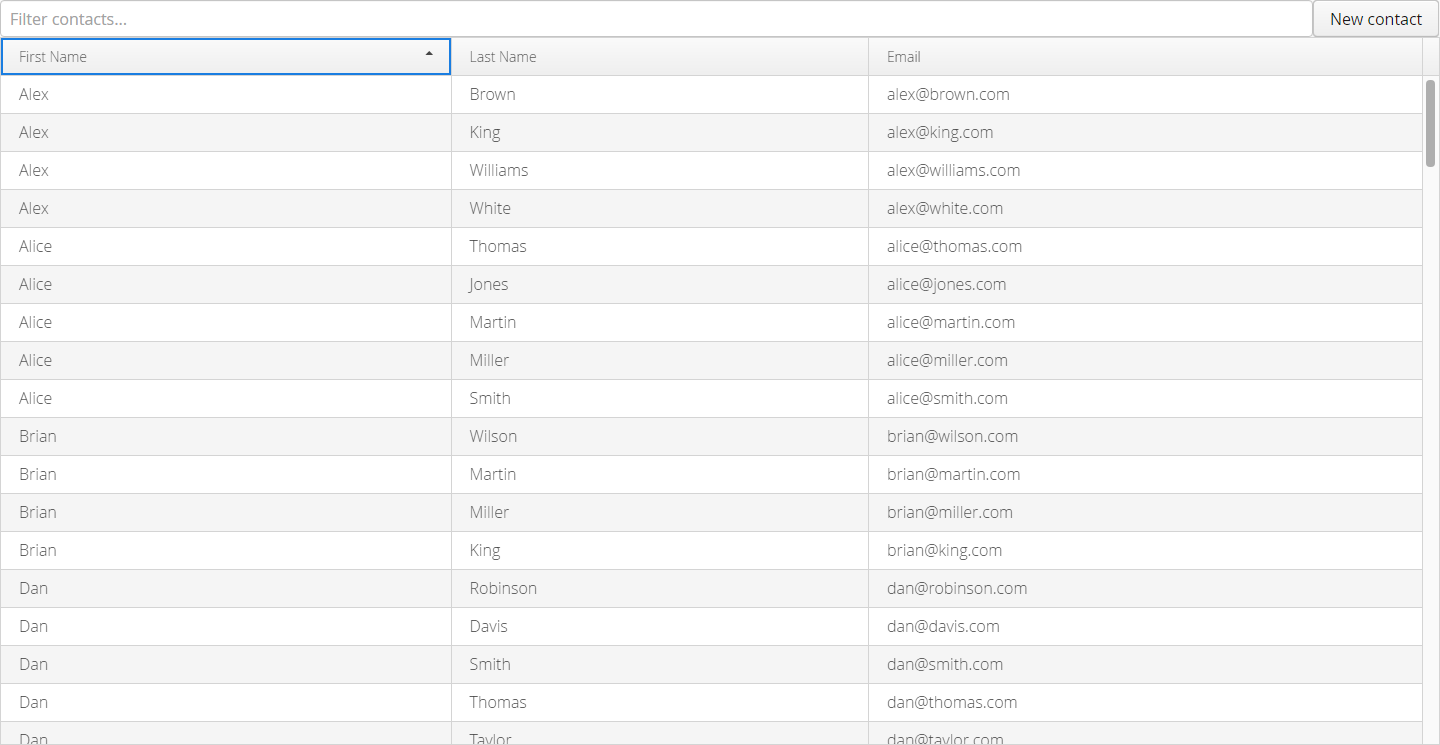 Filter contacts... New contact
First Name Last Name Email
Alex Brown alex@brown.com
Alex King alex@king.com
Alex Williams alex@williams.com
Alex White alex@white.com
Alice Thomas alice@thomas.com
Alice Jones alice@jones.com
Alice Martin alice@martin.com
Alice Miller alice@miller.com
Alice Smith alice@smith.com
Brian Wilson brian@wilson.com
Brian Martin brian@martin.com
Brian Miller brian@miller.com
Brian King brian@king.com
Dan Robinson dan@robinson.com
Dan Davis dan@davis.com
Dan Smith dan@smith.com
Dan Thomas dan@thomas.com
Dan Taylor dan@taylor.com